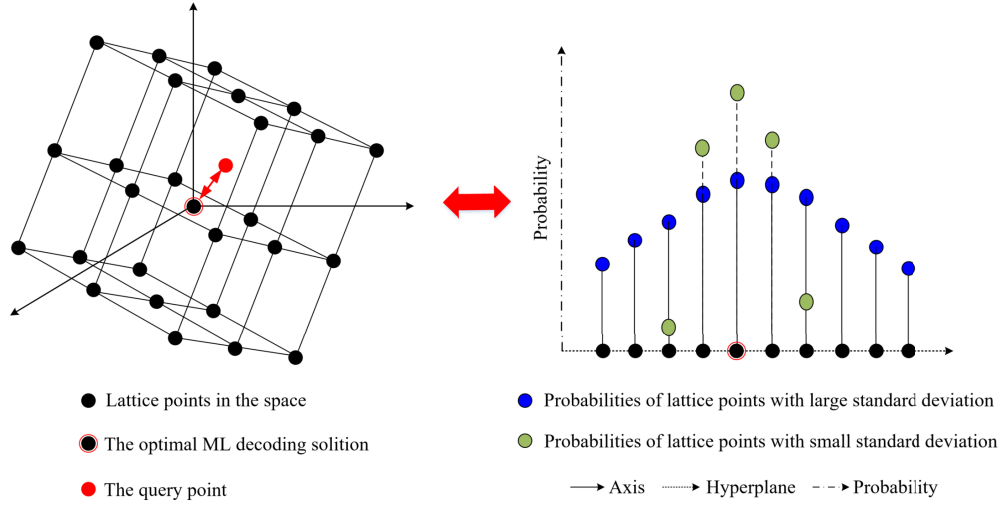 Probability
Lattice points in the space
The optimal ML decoding solition
The query point
Probabilities of lattice points with large standard deviation
Probabilities of lattice points with small standard deviation
Axis Hyperplane Probability